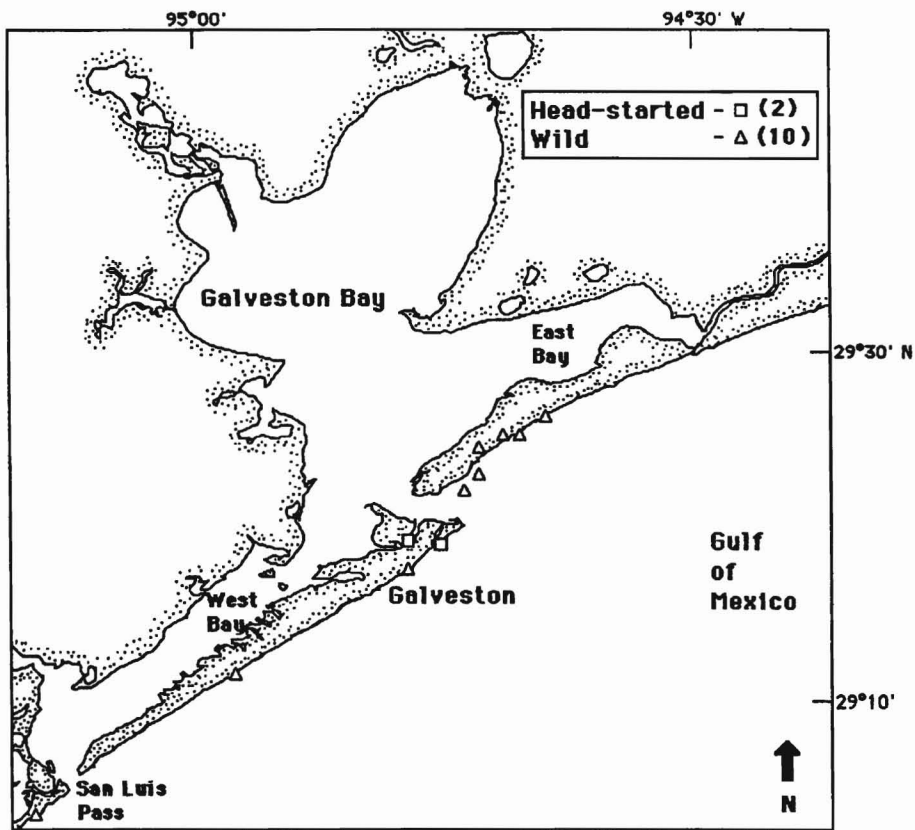 95°00'
94°30' W
Head-started - □ (2)
Wild - △ (10)
Galveston Bay
East
Bay
29°30' N
Gulf
of
Mexico
West
Bay
Galveston
29°10'
San Luis
Pass
N